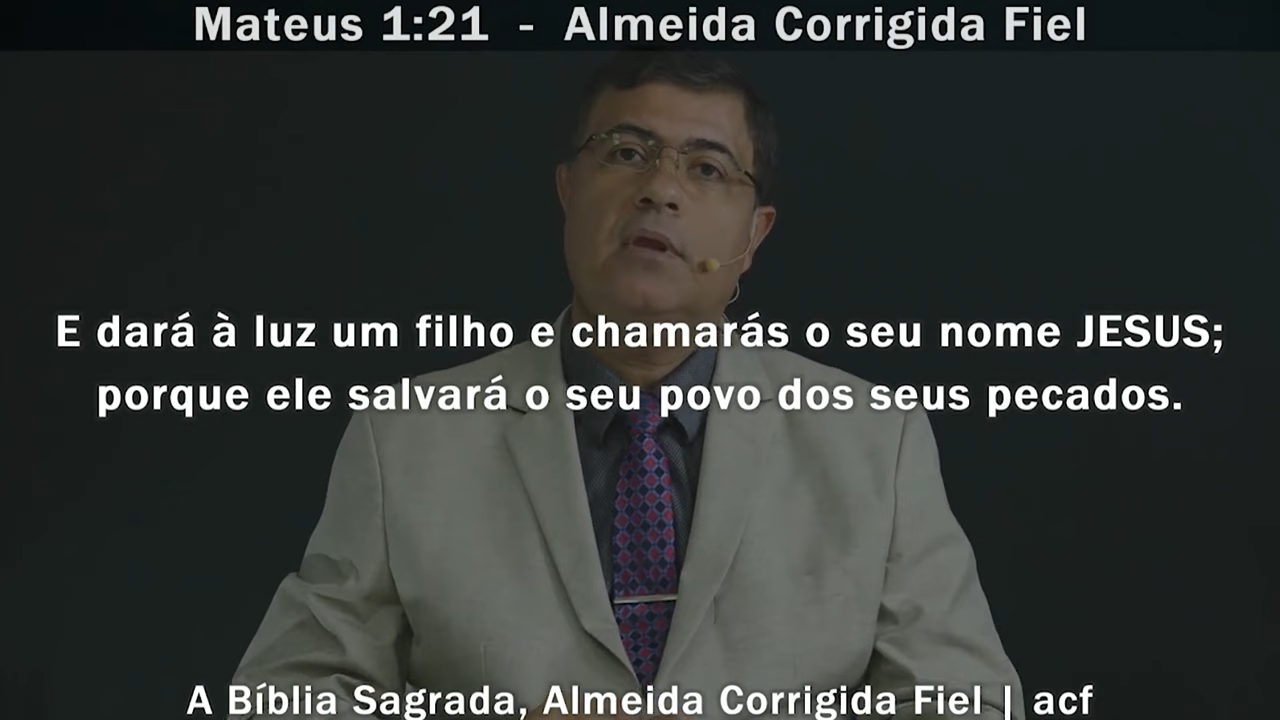 Mateus 1:21 - Almeida Corrigida Fiel
E dará à luz um filho e chamarás o seu nome JESUS;
porque ele salvará o seu povo dos seus pecados.
A Bíblia Sagrada, Almeida Corrigida Fiel | acf